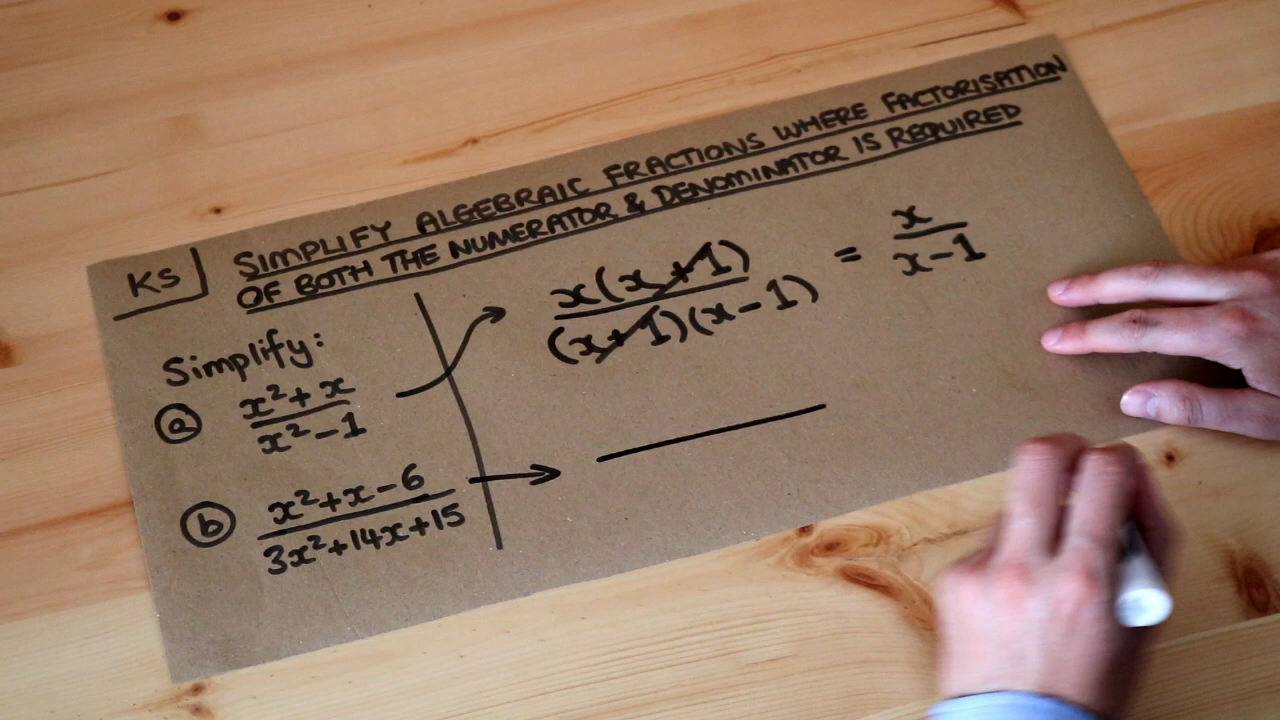 KS
SIMPLIFY ALGEBRAIC FRACTIONS WHERE FACTORISATION
OF BOTH THE NUMERATOR & DENOMINATOR IS REQUIRED
Simplify:
ⓐ x²+x
x²-1
x(x+1)
(x+1)(x-1)
=
x
x-1
ⓑ x²+x-6
3x²+14x+15